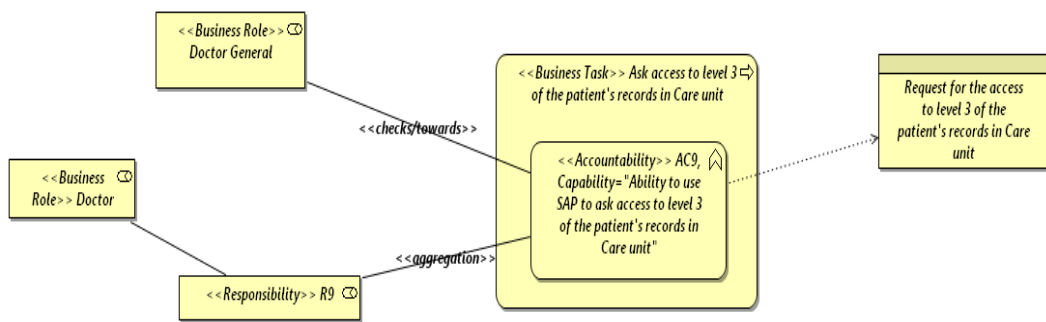 <<Business Role>>
Doctor General
<<Business Task>> Ask access to level 3
of the patient's records in Care unit
Request for the access
to level 3 of the
patient's records in Care
unit
<<checks/towards>>
<<Accountability>> AC9,
Capability="Ability to use
SAP to ask access to level 3
of the patient's records in
Care unit"
<<Business
Role>> Doctor
<<aggregation>>
<<Responsibility>> R9